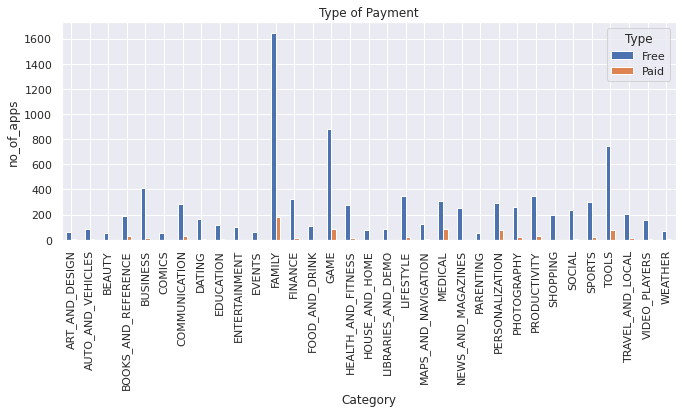 Type of Payment
Type
Free
Paid
no_of_apps
1600
1400
1200
1000
800
600
400
200
0
ART_AND_DESIGN
AUTO_AND_VEHICLES
BEAUTY
BOOKS_AND_REFERENCE
BUSINESS
COMICS
COMMUNICATION
DATING
EDUCATION
ENTERTAINMENT
EVENTS
FAMILY
FINANCE
FOOD_AND_DRINK
GAME
HEALTH_AND_FITNESS
HOUSE_AND_HOME
LIBRARIES_AND_DEMO
LIFESTYLE
MAPS_AND_NAVIGATION
MEDICAL
NEWS_AND_MAGAZINES
PARENTING
PERSONALIZATION
PHOTOGRAPHY
PRODUCTIVITY
SHOPPING
SOCIAL
SPORTS
TOOLS
TRAVEL_AND_LOCAL
VIDEO_PLAYERS
WEATHER
Category